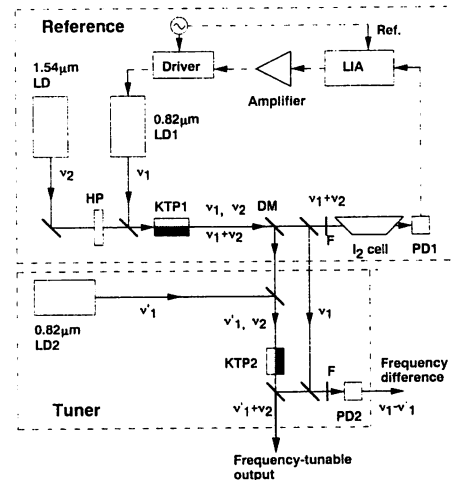 Reference
Ref.
1.54μm
LD
Driver
LIA
Amplifier
0.82μm
LD1
ν2
ν1
HP
KTP1
ν1, ν2
ν1+ν2
DM
ν1+ν2
F
I2 cell
PD1
0.82μm
LD2
ν'1
ν'1, ν2
ν1
KTP2
F
Frequency
difference
ν1-ν'1
PD2
Tuner
ν'1+ν2
Frequency-tunable
output